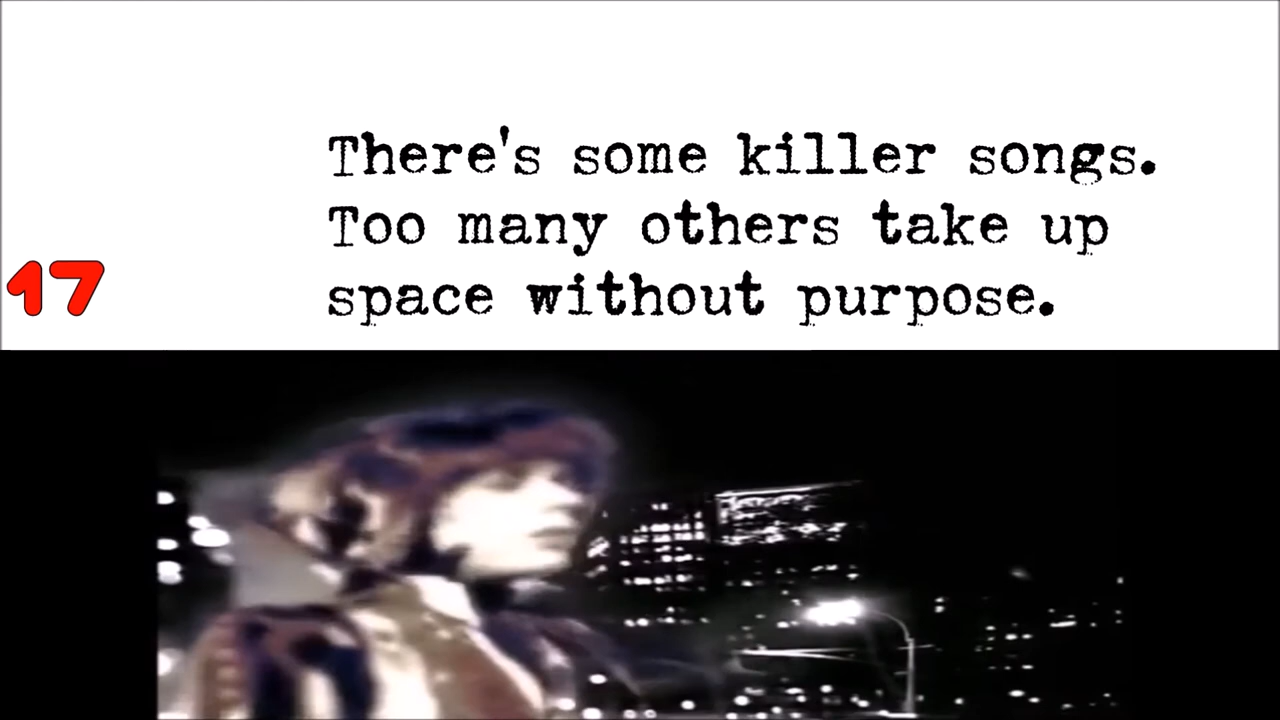 There's some killer songs.
Too many others take up
17
space without purpose.